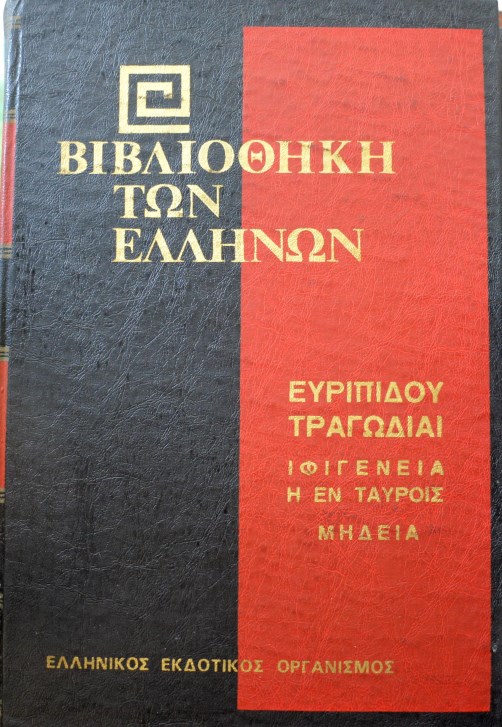 ΒΙΒΛΙΟΘΗΚΗ
ΤΩΝ
ΕΛΛΗΝΩΝ
ΕΥΡΙΠΙΔΟΥ
ΤΡΑΓΩΔΙΑΙ
ΙΦΙΓΕΝΕΙΑ
Η ΕΝ ΤΑΥΡΟΙΣ
ΜΗΔΕΙΑ
ΕΛΛΗΝΙΚΟΣ ΕΚΔΟΤΙΚΟΣ ΟΡΓΑΝΙΣΜΟΣ